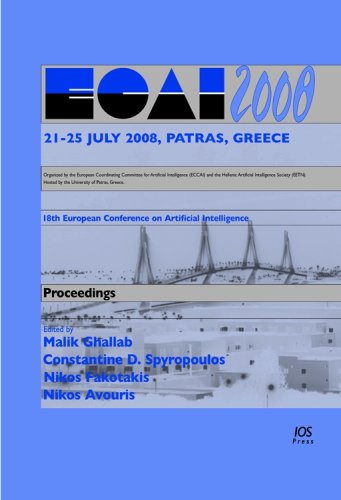 ECAI 2008
21-25 JULY 2008, PATRAS, GREECE
Organized by the European Coordinating Committee for Artificial Intelligence (ECCAI) and the Hellenic Artificial Intelligence Society (EETN).
Hosted by the University of Patras, Greece.
18th European Conference on Artificial Intelligence
Proceedings
Edited by
Malik Ghallab
Constantine D. Spyropoulos
Nikos Fakotakis
Nikos Avouris
IOS
Press